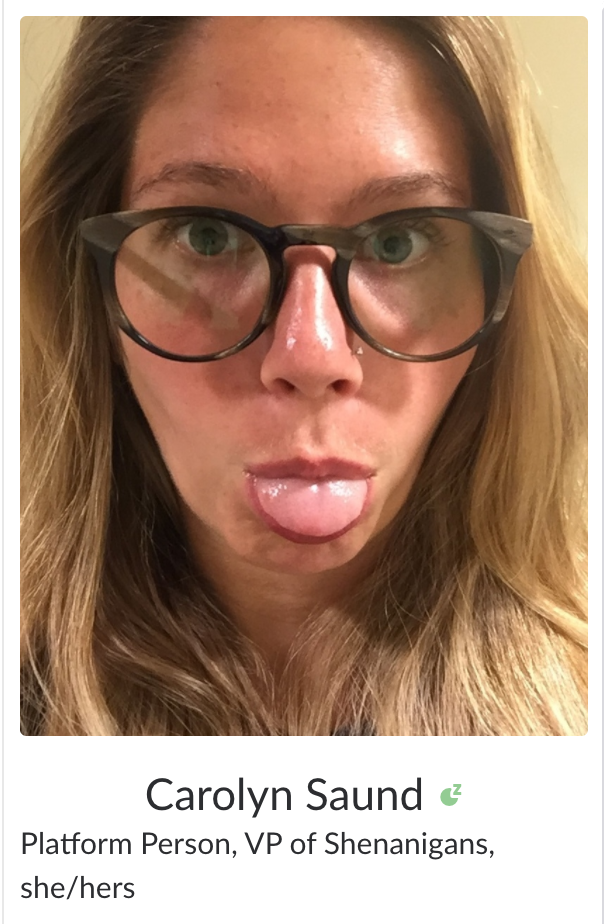 Carolyn Saund
Platform Person, VP of Shenanigans,
she/hers